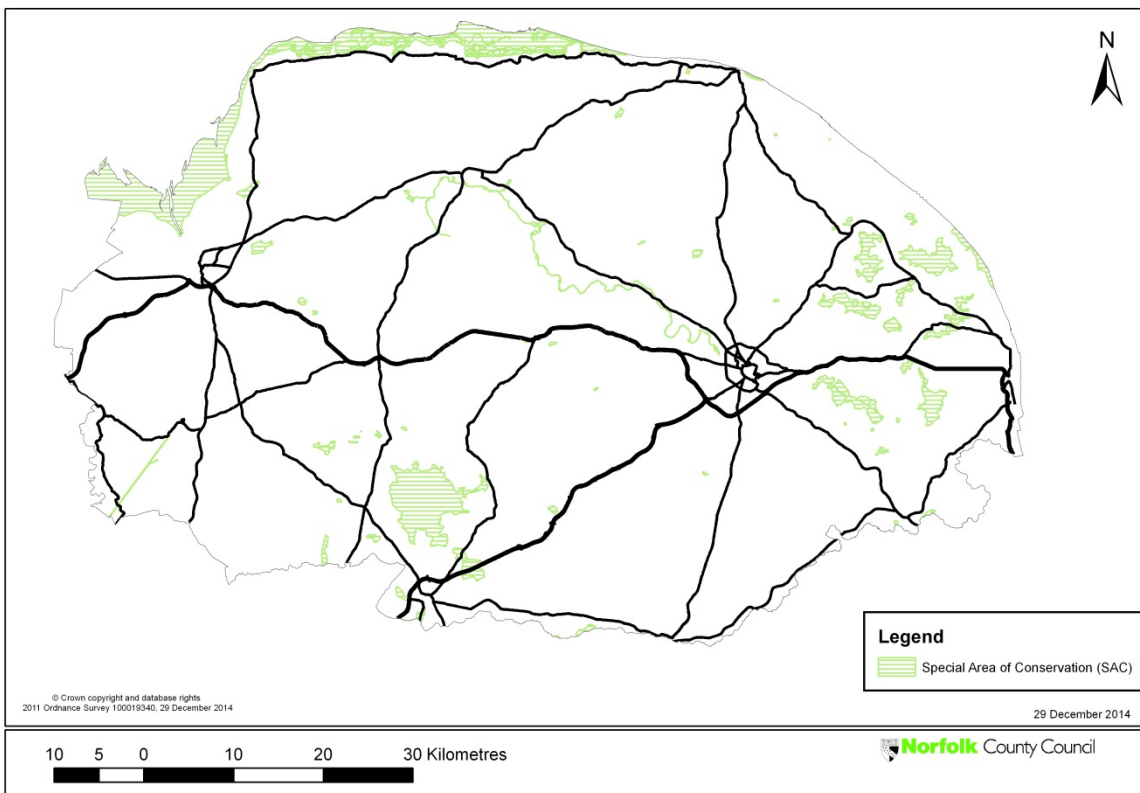 N
Legend
Special Area of Conservation (SAC)
© Crown copyright and database rights
2011 Ordnance Survey 100019340, 29 December 2014
29 December 2014
10 5 0 10 20 30 Kilometres
Norfolk County Council